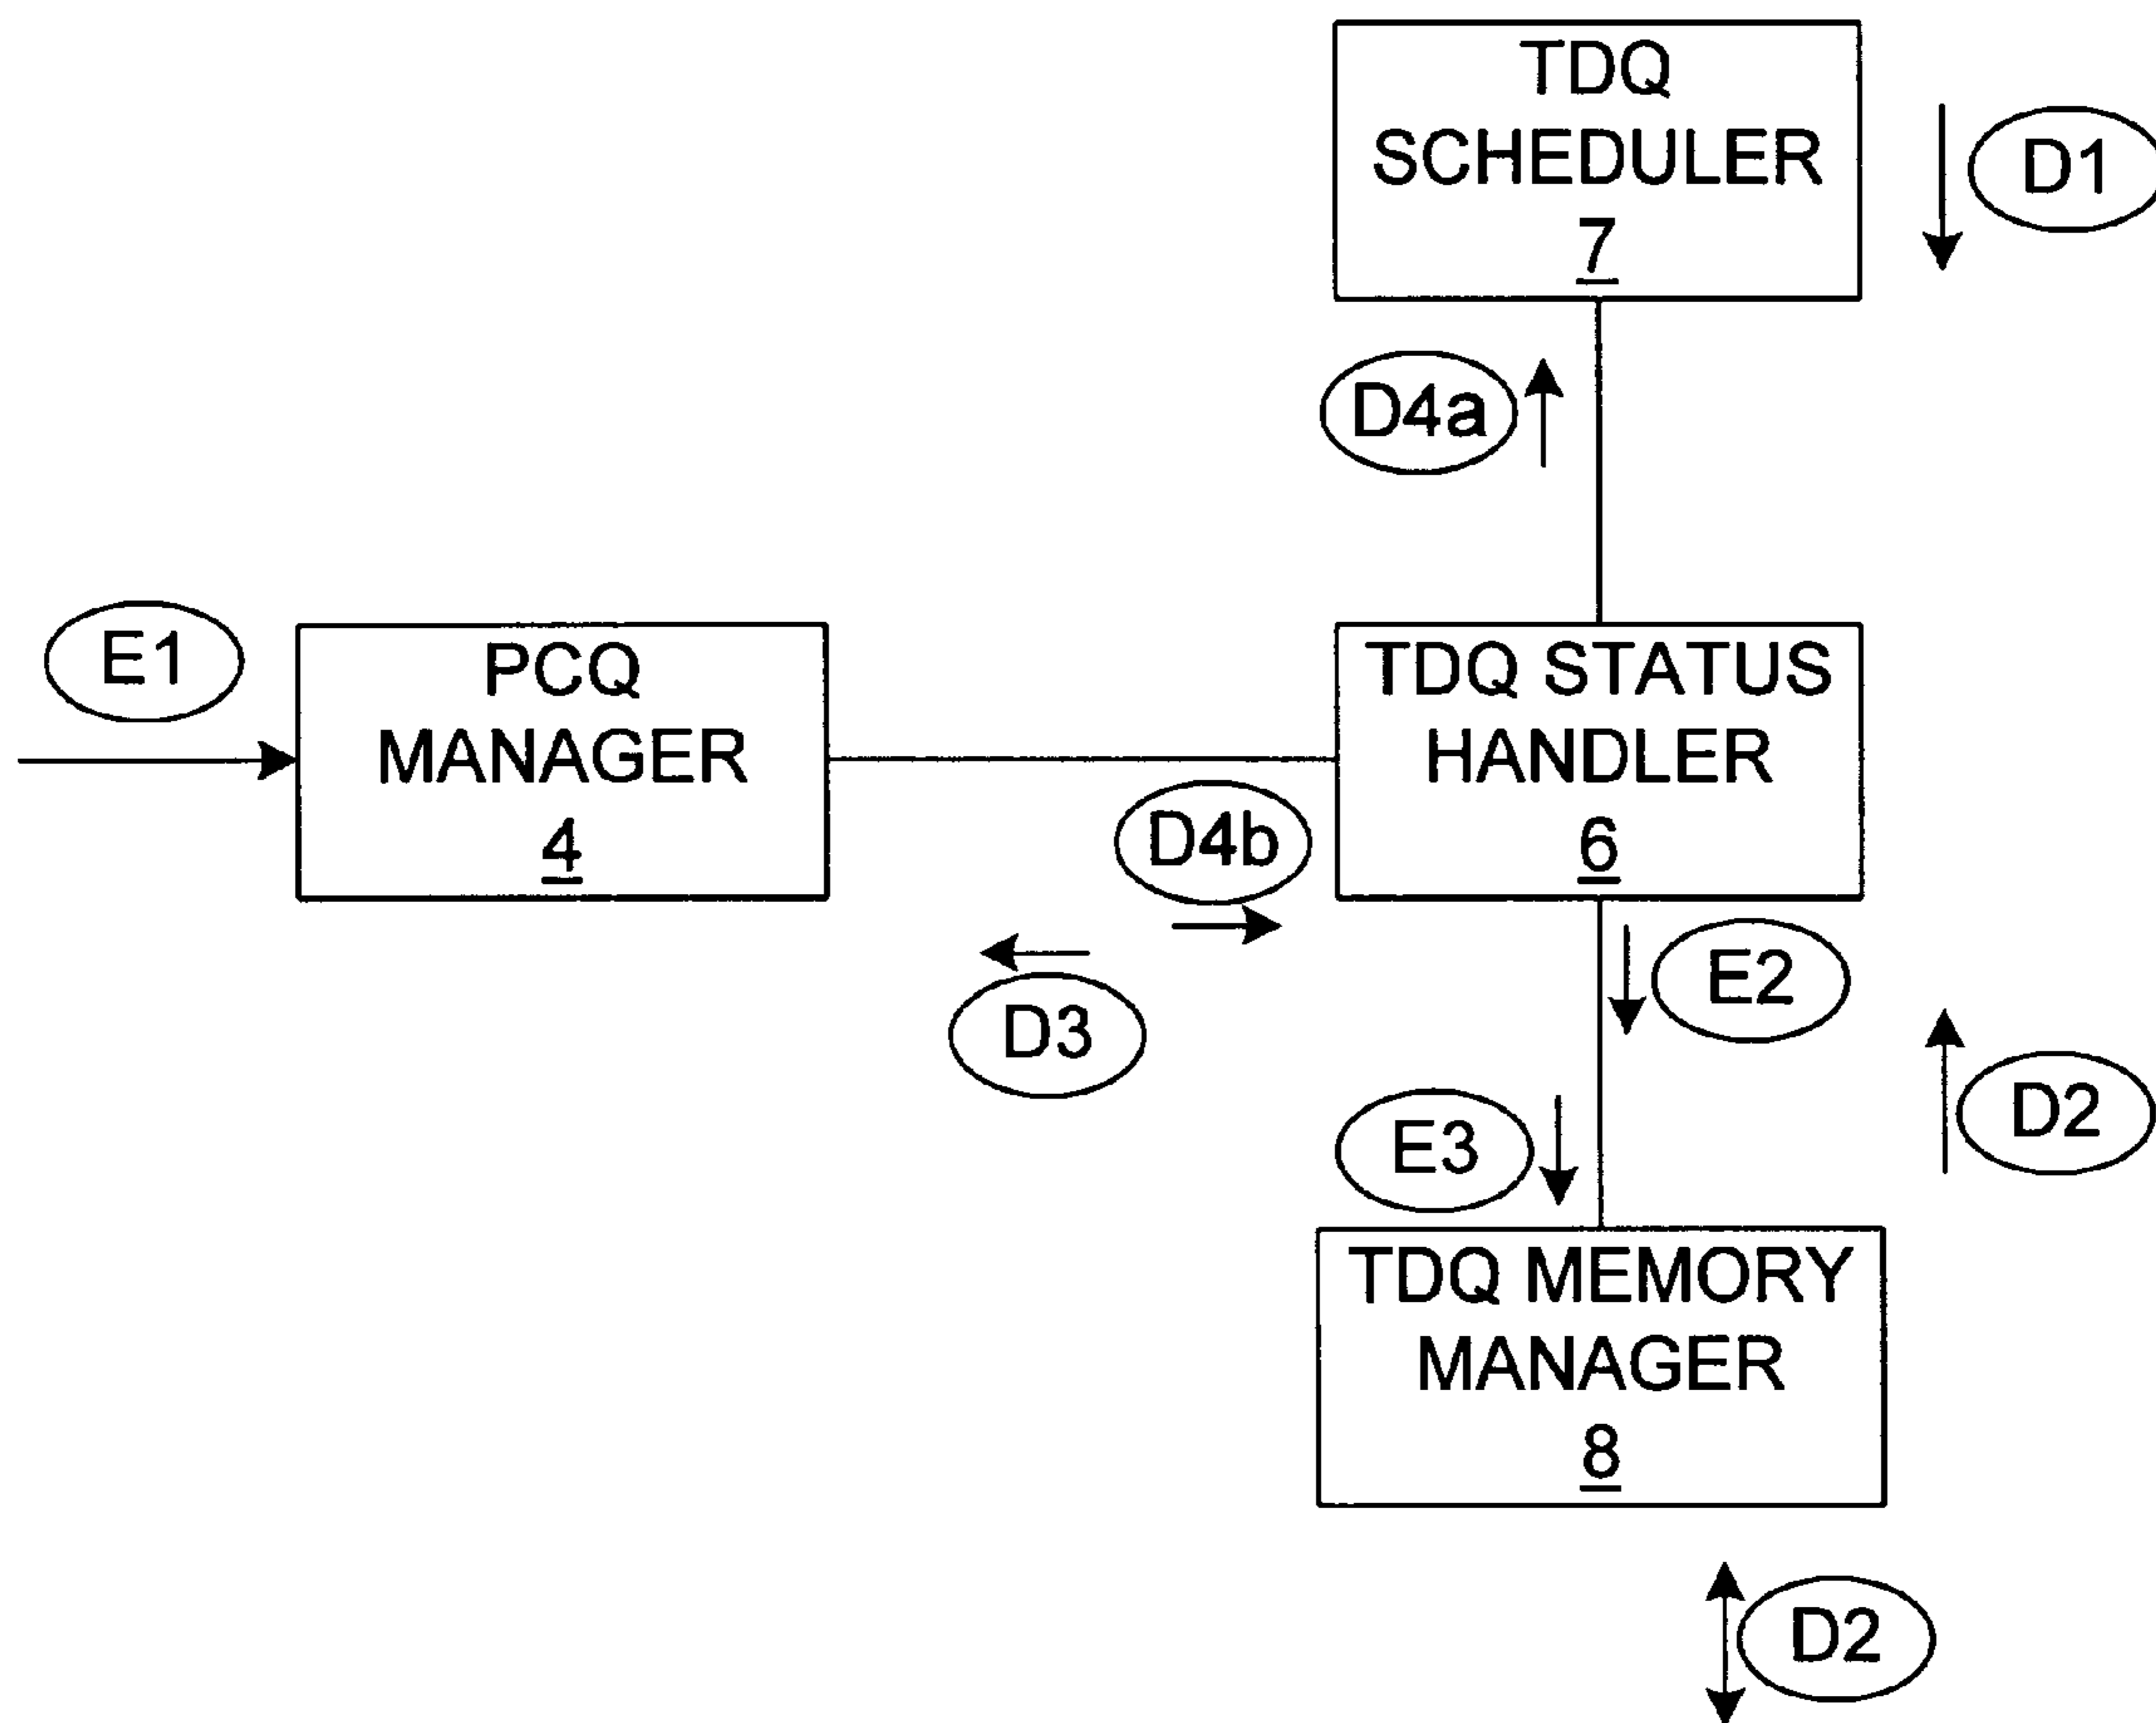 TDQ
SCHEDULER
7
D1
D4a
E1
PCQ
MANAGER
4
TDQ STATUS
HANDLER
6
D4b
D3
E2
D2
E3
TDQ MEMORY
MANAGER
8
D2